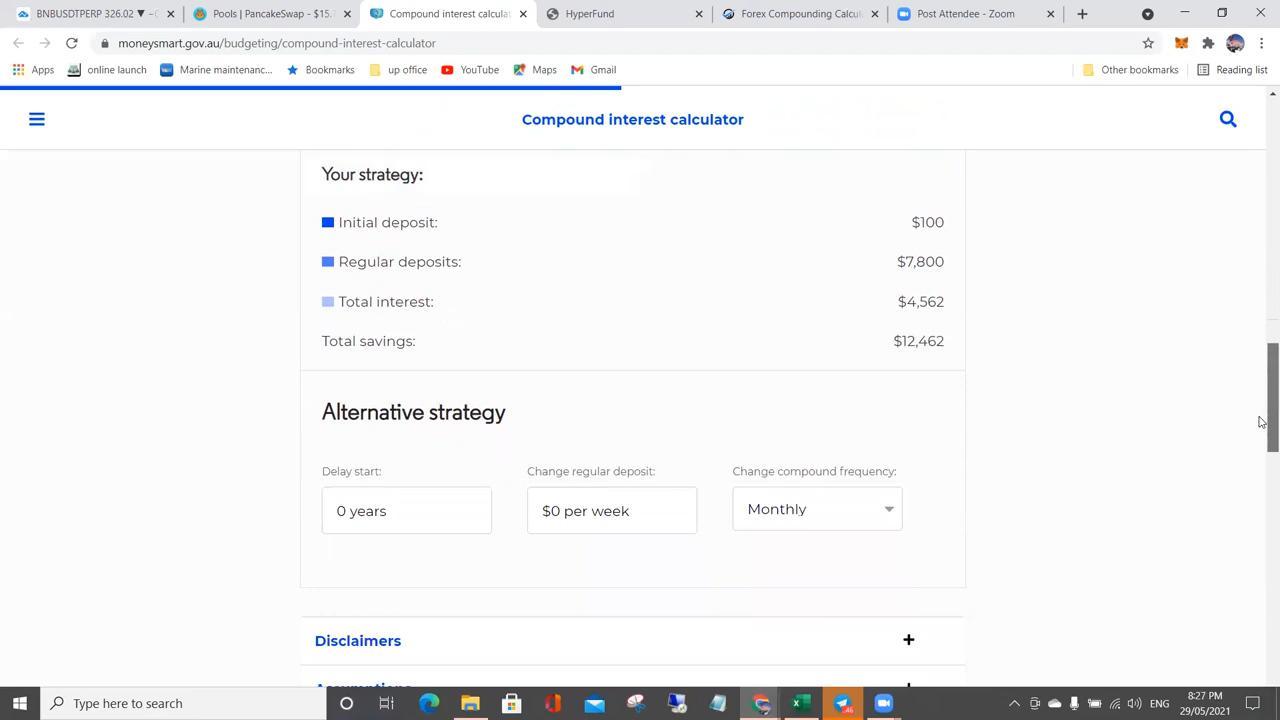 BNBUSDTPERP 326.02 ▼
Pools | PancakeSwap - $15.
Compound interest calculat
HyperFund
Forex Compounding Calcul
Post Attendee - Zoom
moneysmart.gov.au/budgeting/compound-interest-calculator
Apps
online launch
Marine maintenanc...
Bookmarks
up office
YouTube
Maps
Gmail
Other bookmarks
Reading list
Compound interest calculator
Your strategy:
Initial deposit: $100
Regular deposits: $7,800
Total interest: $4,562
Total savings: $12,462
Alternative strategy
Delay start: Change regular deposit: Change compound frequency:
0 years $0 per week Monthly
Disclaimers +
Type here to search
46
8:27 PM
29/05/2021